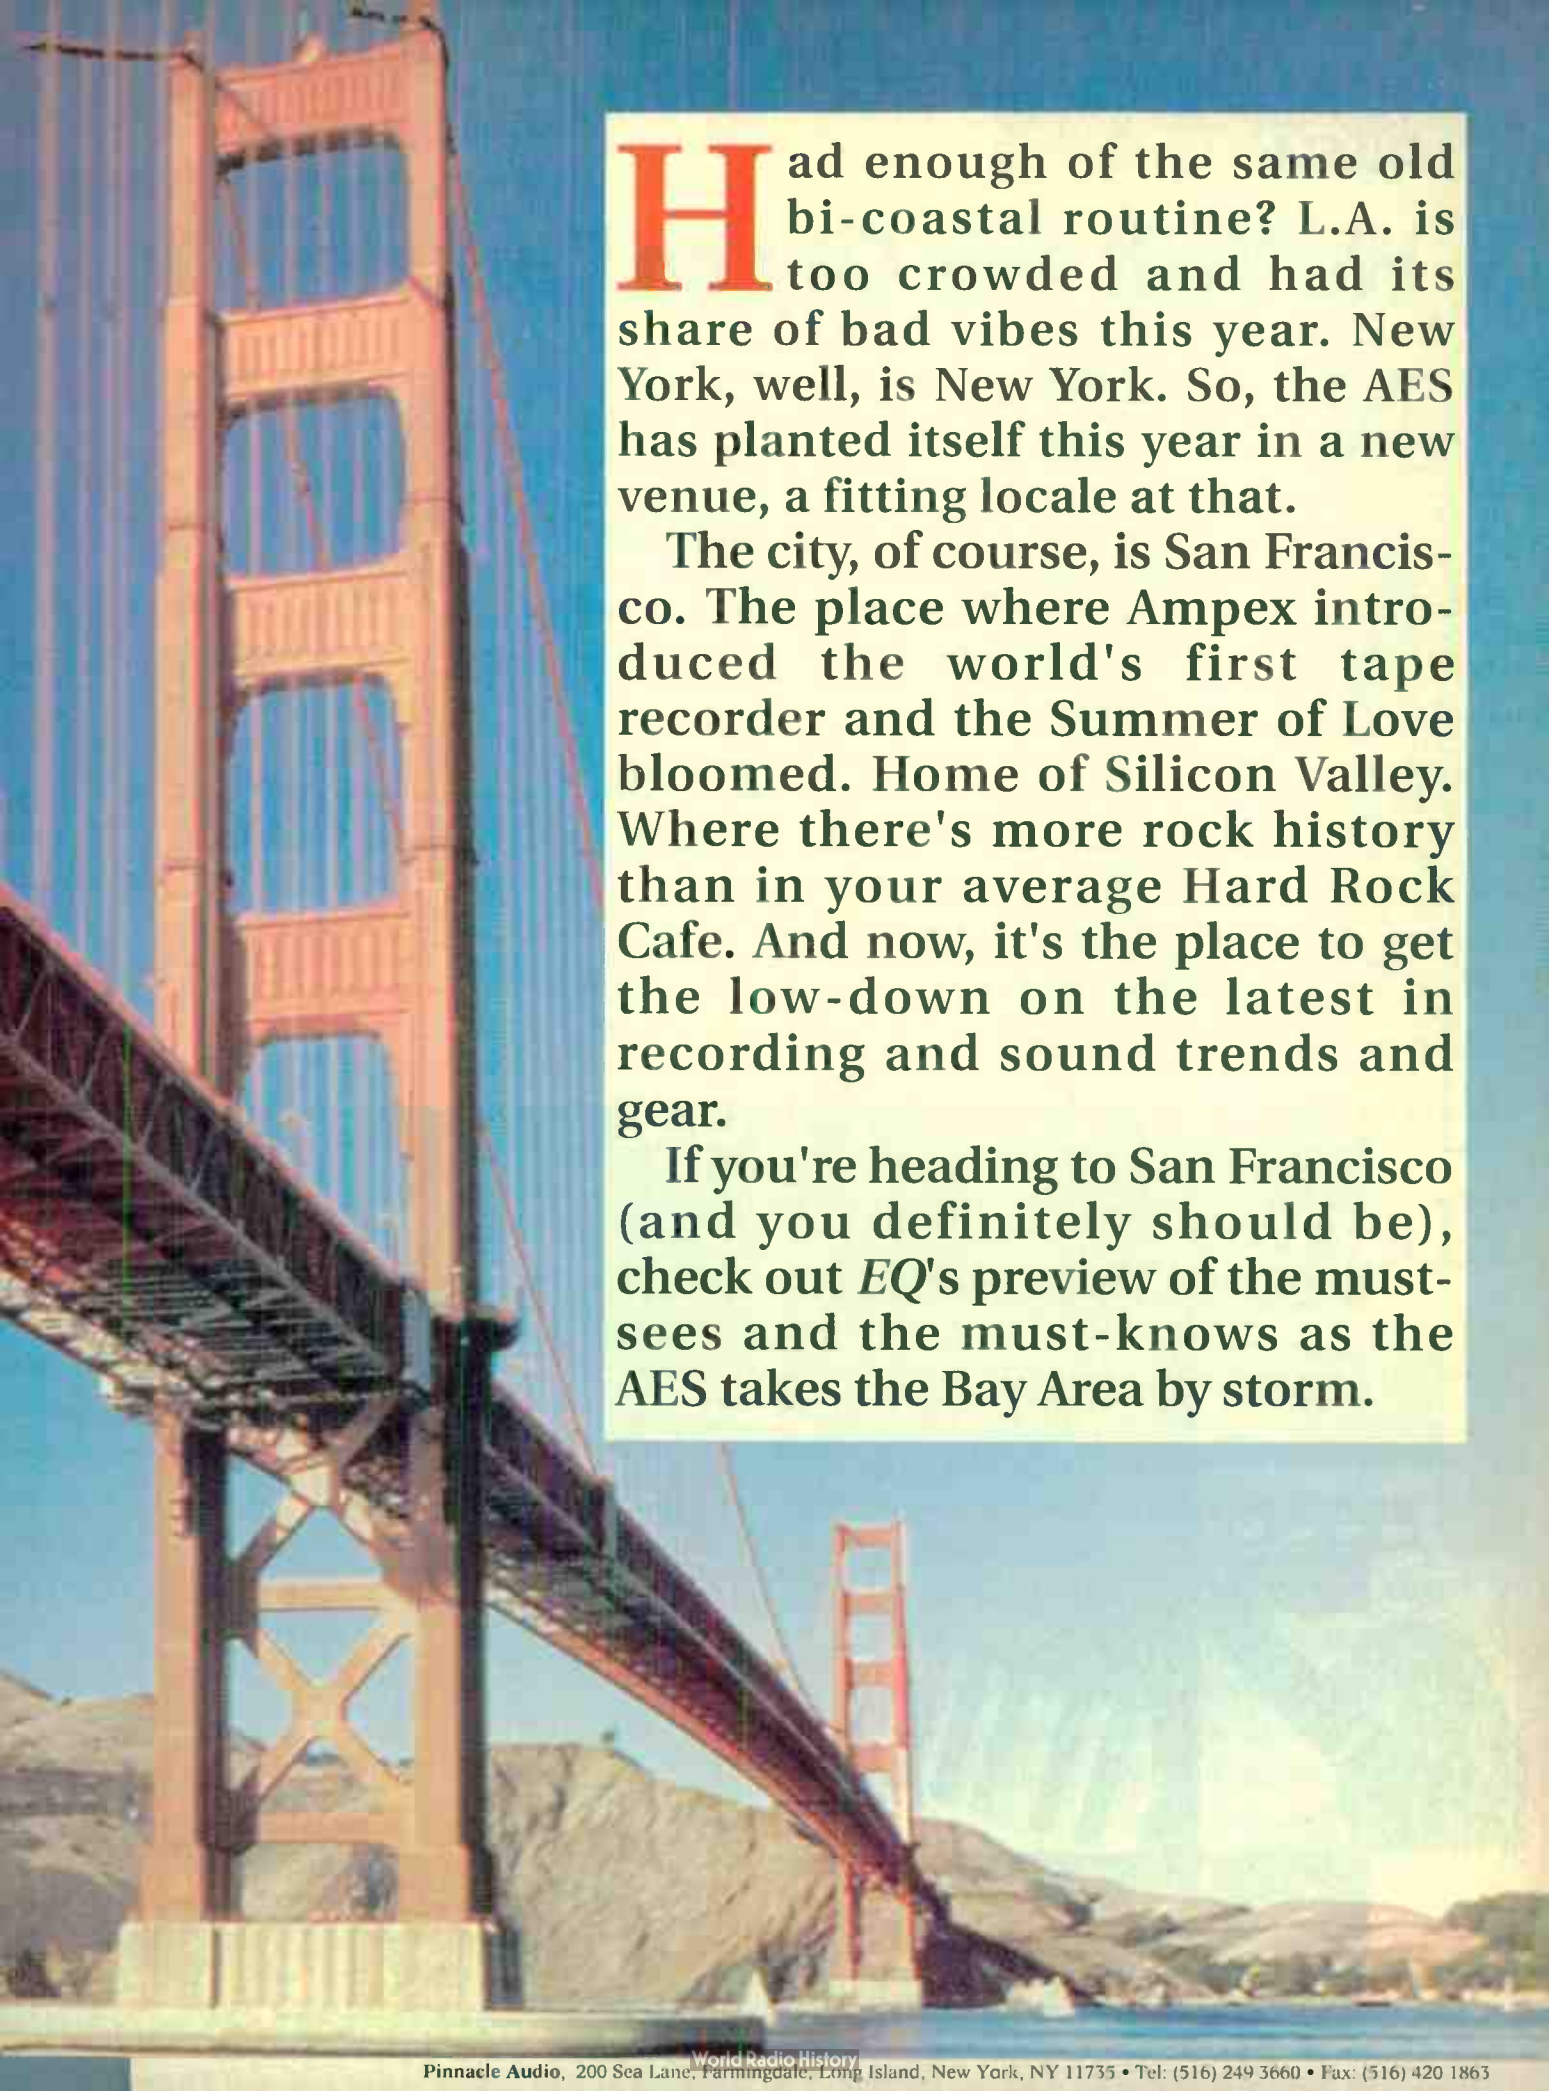 Had enough of the same old
bi-coastal routine? L.A. is
too crowded and had its
share of bad vibes this year. New
York, well, is New York. So, the AES
has planted itself this year in a new
venue, a fitting locale at that.
The city, of course, is San Francis-
co. The place where Ampex intro-
duced the world's first tape
recorder and the Summer of Love
bloomed. Home of Silicon Valley.
Where there's more rock history
than in your average Hard Rock
Cafe. And now, it's the place to get
the low-down on the latest in
recording and sound trends and
gear.
If you're heading to San Francisco
(and you definitely should be),
check out EQ's preview of the must-
sees and the must-knows as the
AES takes the Bay Area by storm.
World Radio History
Pinnacle Audio, 200 Sea Lane, Farmingdale, Long Island, New York, NY 11735 • Tel: (516) 249 3660 • Fax: (516) 420 1863